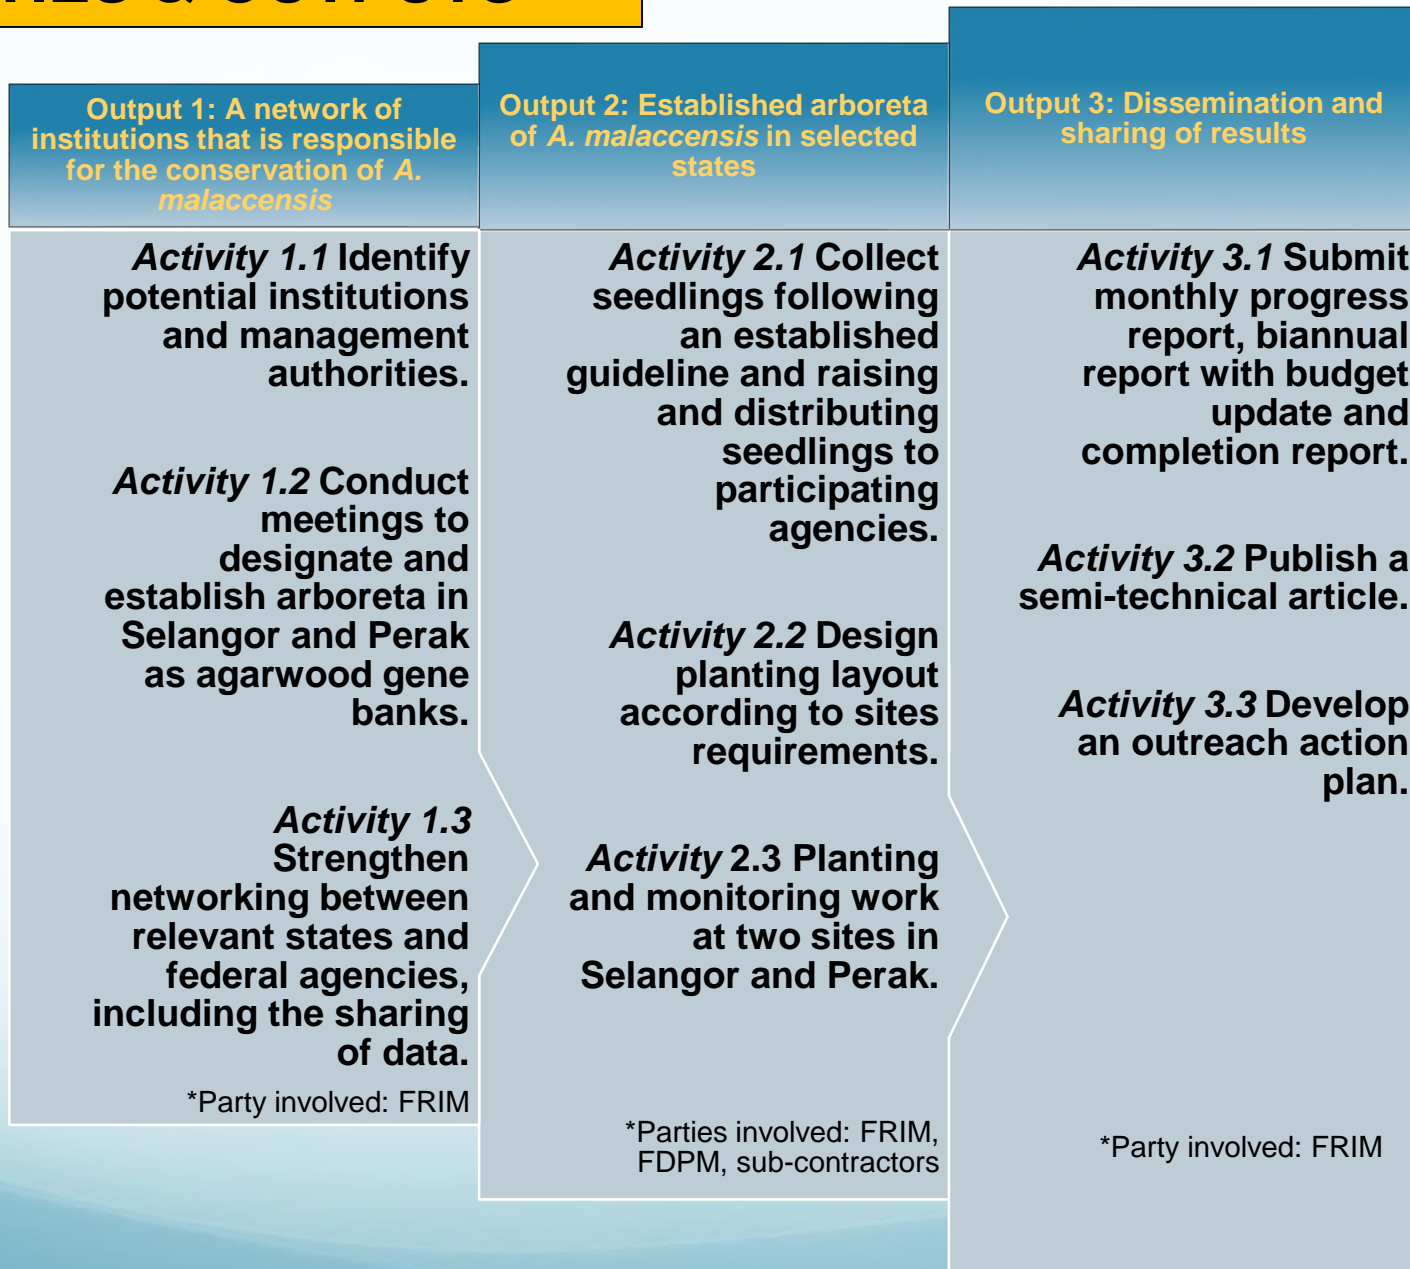 & OUTPUTS
Output 1: A network of
institutions that is responsible
for the conservation of A.
malaccensis
Activity 1.1 Identify
potential institutions
and management
authorities.
Activity 1.2 Conduct
meetings to
designate and
establish arboreta in
Selangor and Perak
as agarwood gene
banks.
Activity 1.3
Strengthen
networking between
relevant states and
federal agencies,
including the sharing
of data.
*Party involved: FRIM
Output 2: Established arboreta
of A. malaccensis in selected
states
Activity 2.1 Collect
seedlings following
an established
guideline and raising
and distributing
seedlings to
participating
agencies.
Activity 2.2 Design
planting layout
according to sites
requirements.
Activity 2.3 Planting
and monitoring work
at two sites in
Selangor and Perak.
*Parties involved: FRIM,
FDPM, sub-contractors
Output 3: Dissemination and
sharing of results
Activity 3.1 Submit
monthly progress
report, biannual
report with budget
update and
completion report.
Activity 3.2 Publish a
semi-technical article.
Activity 3.3 Develop
an outreach action
plan.
*Party involved: FRIM